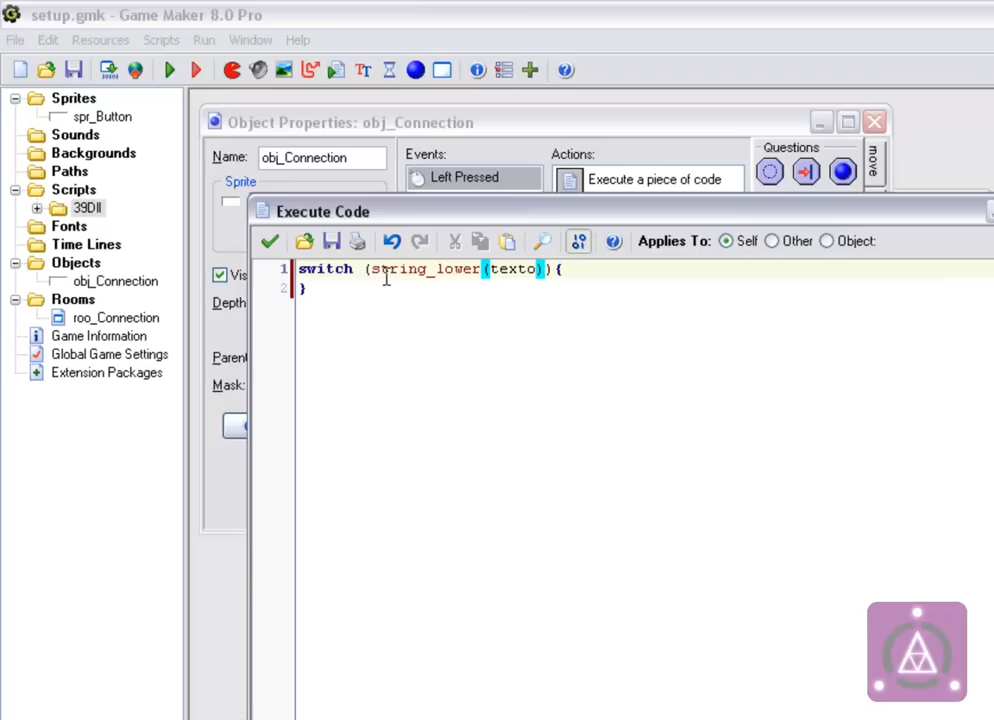 setup.gmk - Game Maker 8.0 Pro
File Edit Resources Scripts Run Window Help
Sprites
spr_Button
Sounds
Backgrounds
Paths
Scripts
39Dll
Fonts
Time Lines
Objects
obj_Connection
Rooms
roo_Connection
Game Information
Global Game Settings
Extension Packages
Object Properties: obj_Connection
Name: obj_Connection
Events:
Actions:
Questions
move
Sprite
Left Pressed
Execute a piece of code
Vis
Depth
Paren
Mask:
Execute Code
Applies To: Self Other Object:
1 switch (string_lower(texto)){
2 }